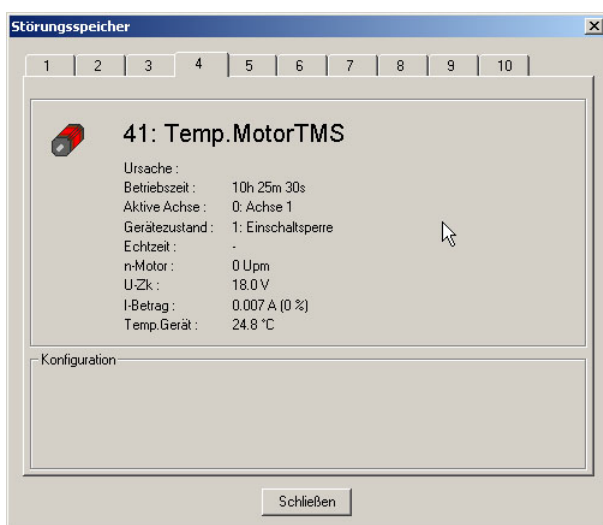 Störungsspeicher
1 2 3 4 5 6 7 8 9 10
41: Temp.MotorTMS
Ursache :
Betriebszeit : 10h 25m 30s
Aktive Achse : 0: Achse 1
Gerätezustand : 1: Einschaltsperre
Echtzeit : -
n-Motor : 0 Upm
U-Zk : 18.0 V
I-Betrag : 0.007 A (0 %)
Temp.Gerät : 24.8 °C
Konfiguration
Schließen